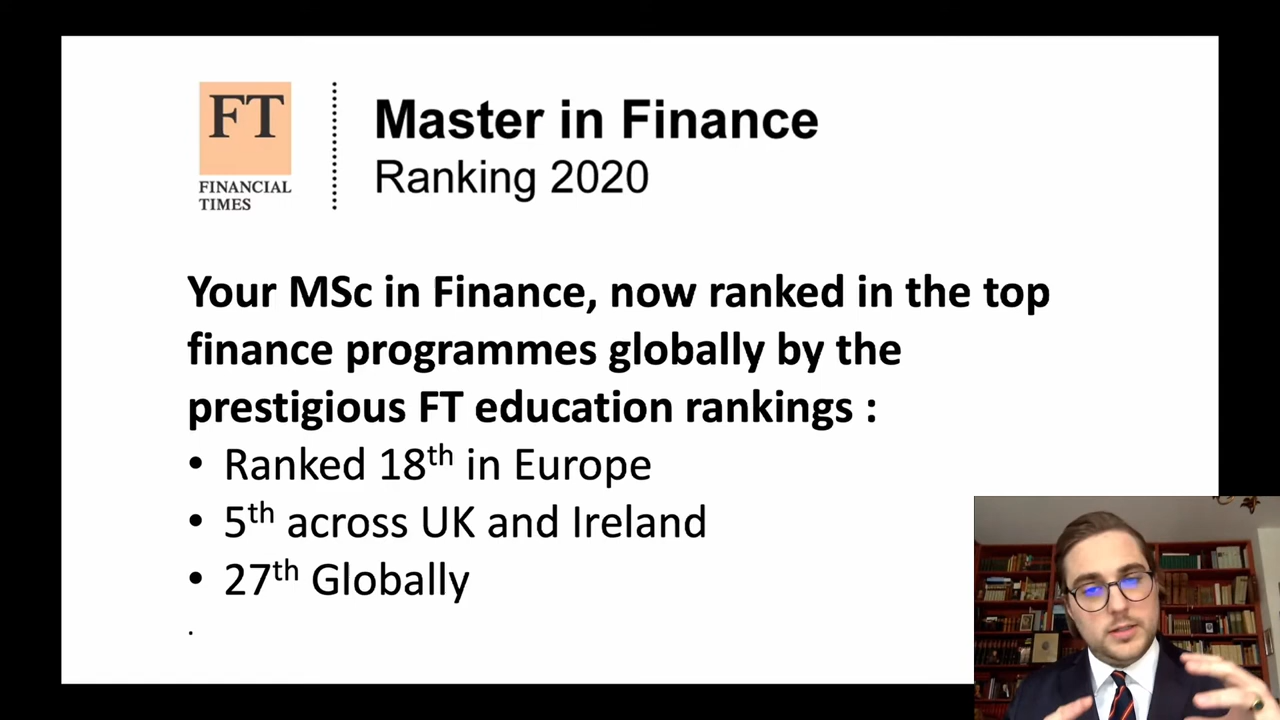 FT
FINANCIAL
TIMES
Master in Finance
Ranking 2020
Your MSc in Finance, now ranked in the top
finance programmes globally by the
prestigious FT education rankings :
• Ranked 18th in Europe
• 5th across UK and Ireland
• 27th Globally
.